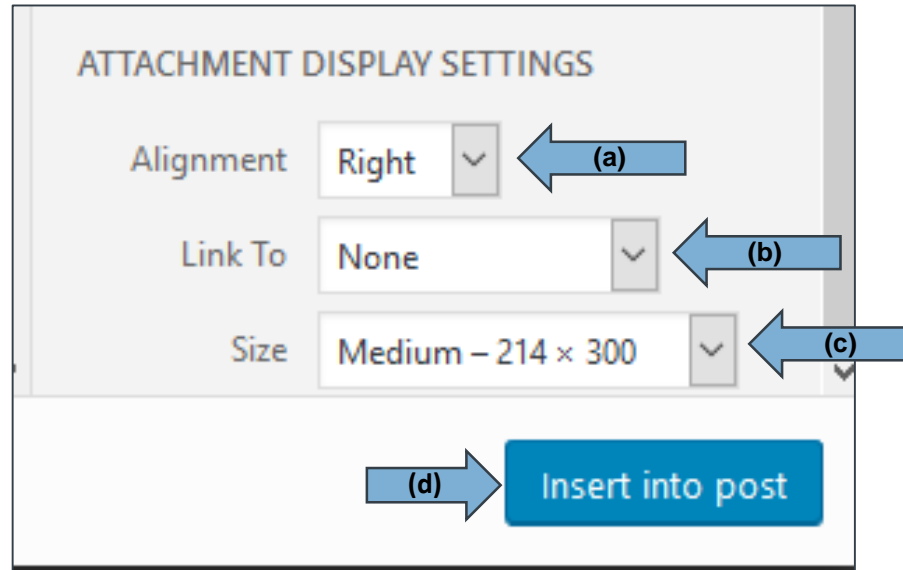 ATTACHMENT DISPLAY SETTINGS
Alignment Right (a)
Link To None (b)
Size Medium – 214 × 300 (c)
(d) Insert into post